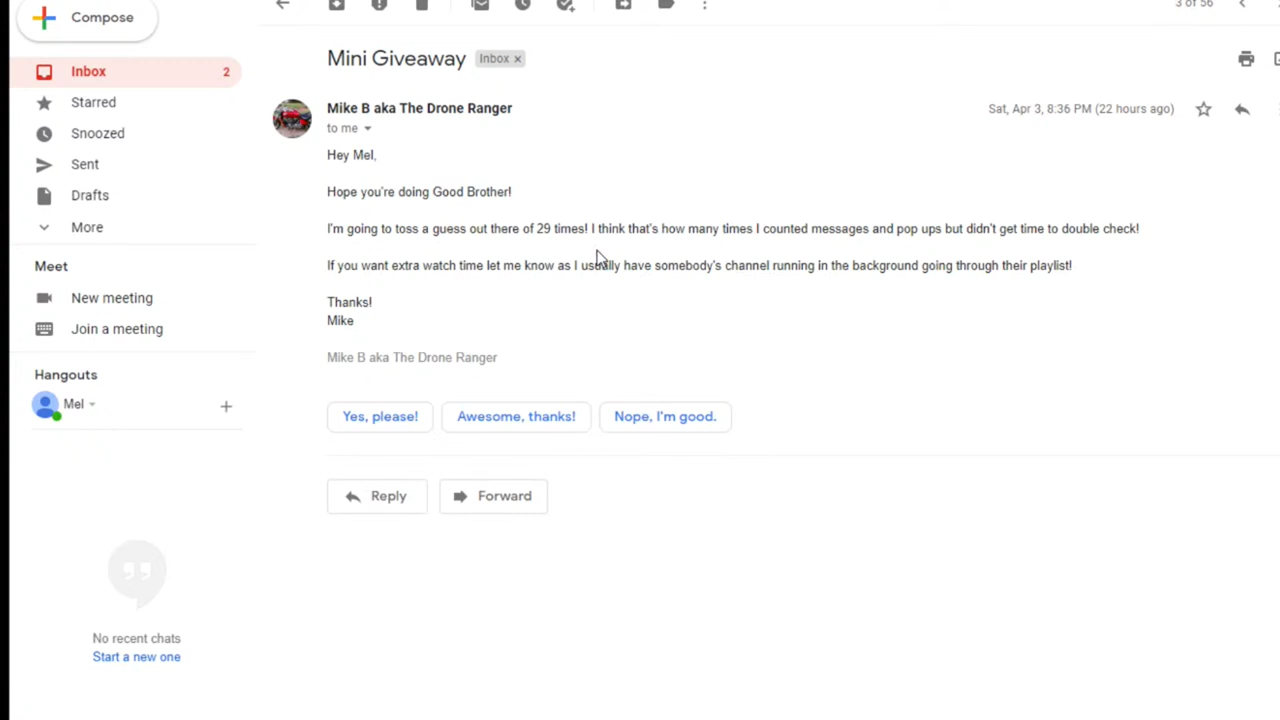 Compose
3 of 56
Mini Giveaway
Inbox ×
Inbox 2
Mike B aka The Drone Ranger
Sat, Apr 3, 8:36 PM (22 hours ago)
Starred
to me
Snoozed
Hey Mel,
Sent
Hope you're doing Good Brother!
Drafts
I'm going to toss a guess out there of 29 times! I think that's how many times I counted messages and pop ups but didn't get time to double check!
More
If you want extra watch time let me know as I usually have somebody's channel running in the background going through their playlist!
Meet
New meeting
Thanks!
Mike
Join a meeting
Mike B aka The Drone Ranger
Hangouts
Mel
Yes, please!
Awesome, thanks!
Nope, I'm good.
Reply
Forward
No recent chats
Start a new one